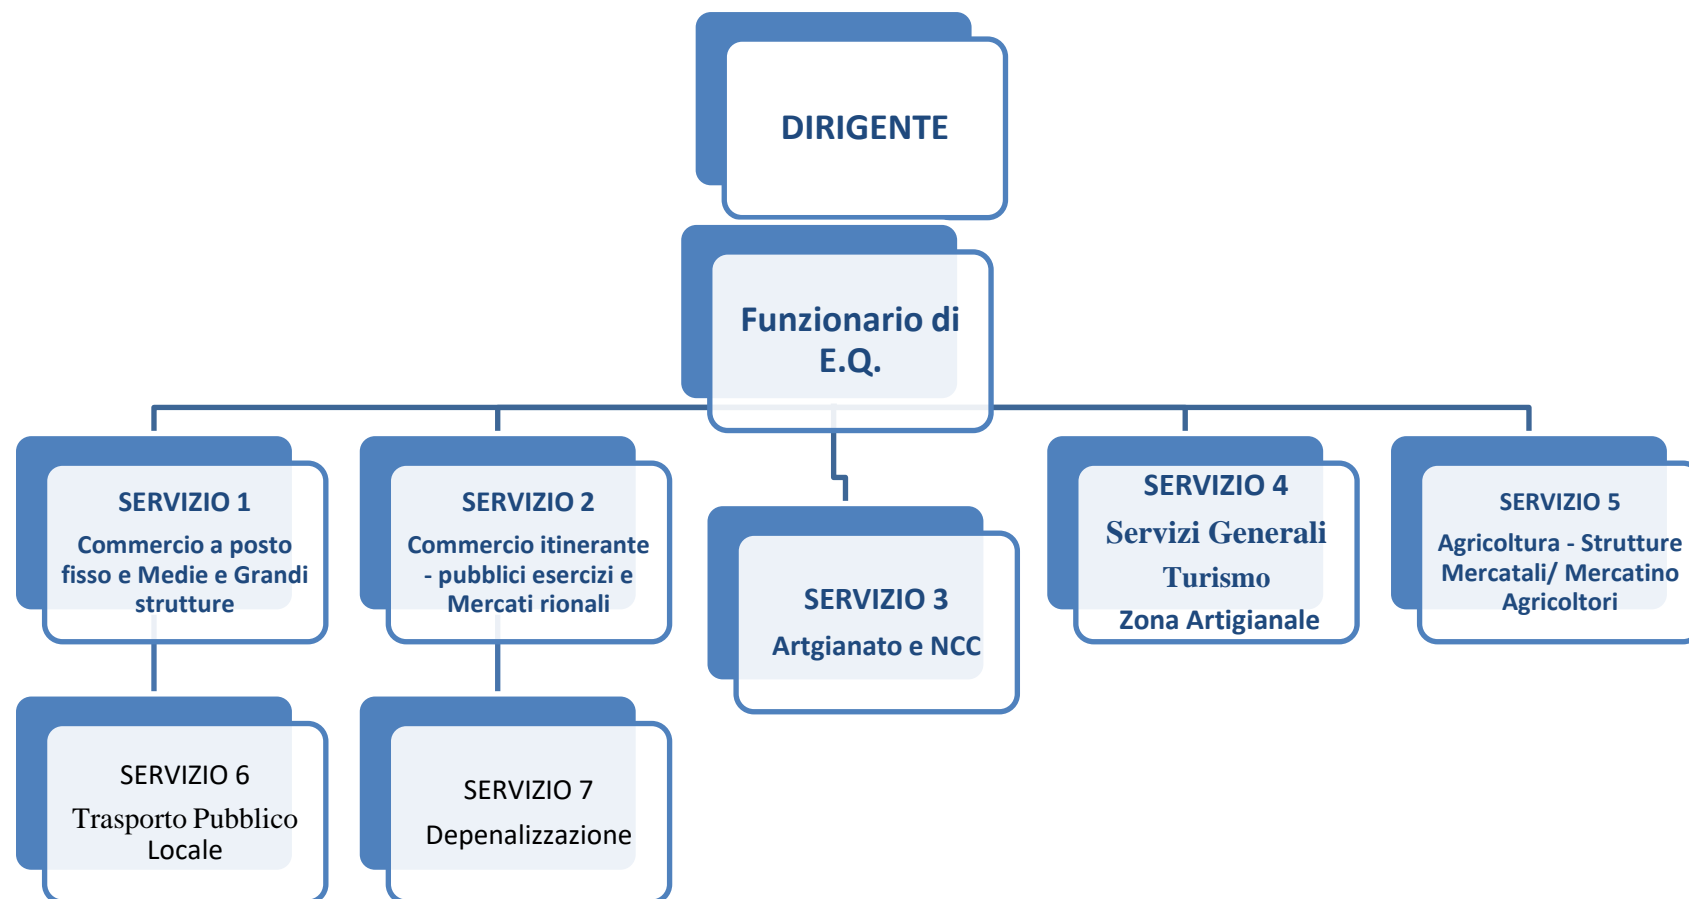 DIRIGENTE
Funzionario di
E.Q.
SERVIZIO 1
Commercio a posto
fisso e Medie e Grandi
strutture
SERVIZIO 2
Commercio itinerante
- pubblici esercizi e
Mercati rionali
SERVIZIO 3
Artgianato e NCC
SERVIZIO 4
Servizi Generali
Turismo
Zona Artigianale
SERVIZIO 5
Agricoltura - Strutture
Mercatali/ Mercatino
Agricoltori
SERVIZIO 6
Trasporto Pubblico
Locale
SERVIZIO 7
Depenalizzazione